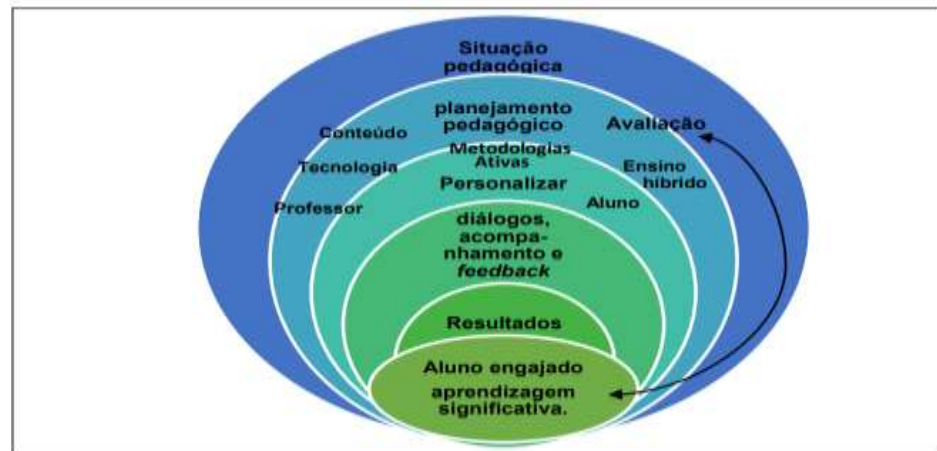 Situação
pedagógica
planejamento
pedagógico
Conteúdo
Avaliação
Metodologias
Ativas
Tecnologia
Ensino
híbrido
Personalizar
Professor
Aluno
diálogos,
acompa-
nhamento e
feedback
Resultados
Aluno engajado
aprendizagem
significativa.